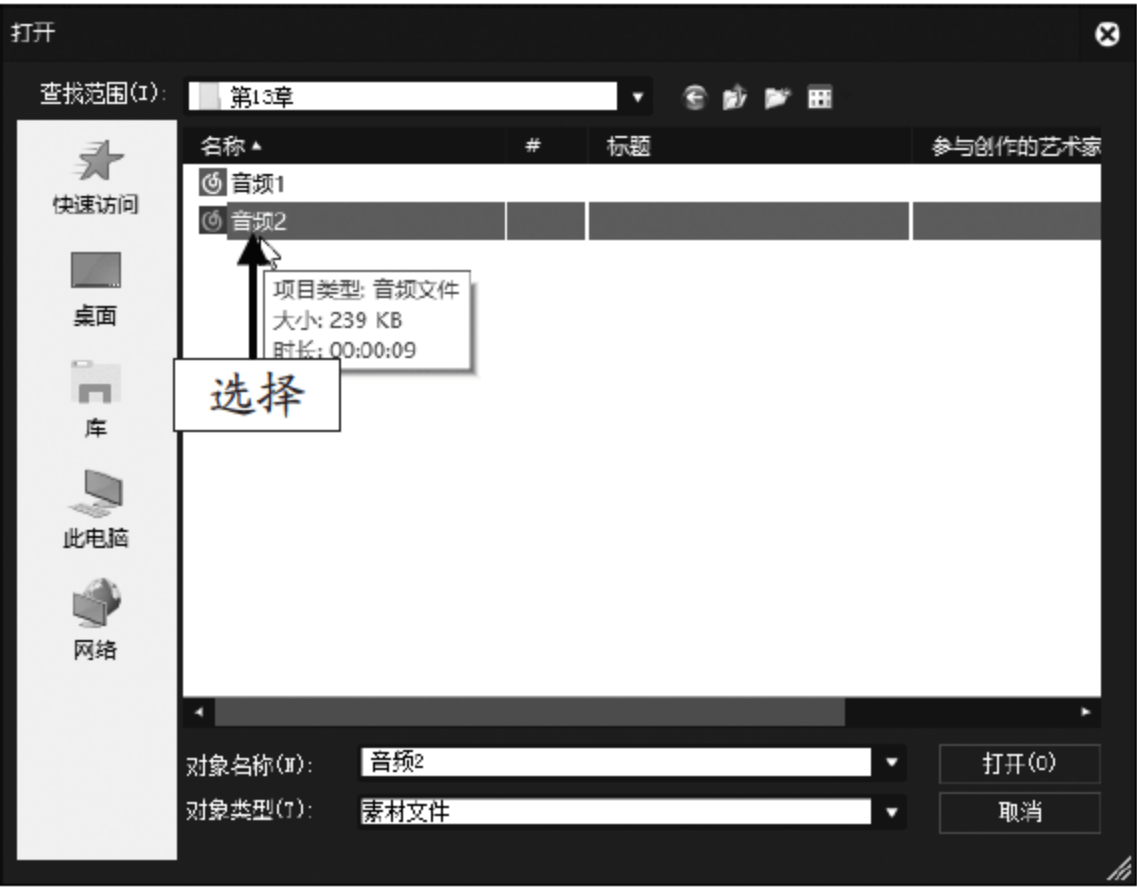 打开
查找范围(I):
第13章
名称 # 标题 参与创作的艺术家
音频1
音频2
项目类型: 音频文件
大小: 239 KB
时长: 00:00:09
选择
快速访问
桌面
库
此电脑
网络
对象名称(N): 音频2 打开(O)
对象类型(T): 素材文件 取消